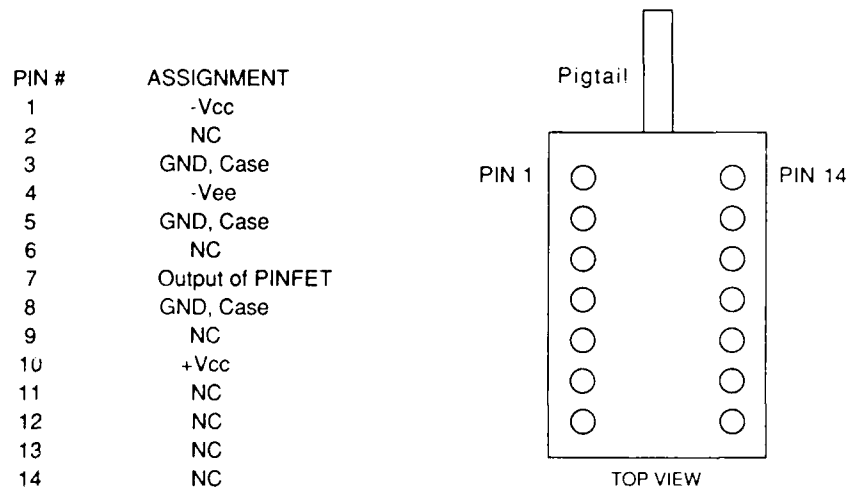 PIN # ASSIGNMENT
1 -Vcc
2 NC
3 GND, Case
4 -Vee
5 GND, Case
6 NC
7 Output of PINFET
8 GND, Case
9 NC
10 +Vcc
11 NC
12 NC
13 NC
14 NC
Pigtail
PIN 1 PIN 14
TOP VIEW